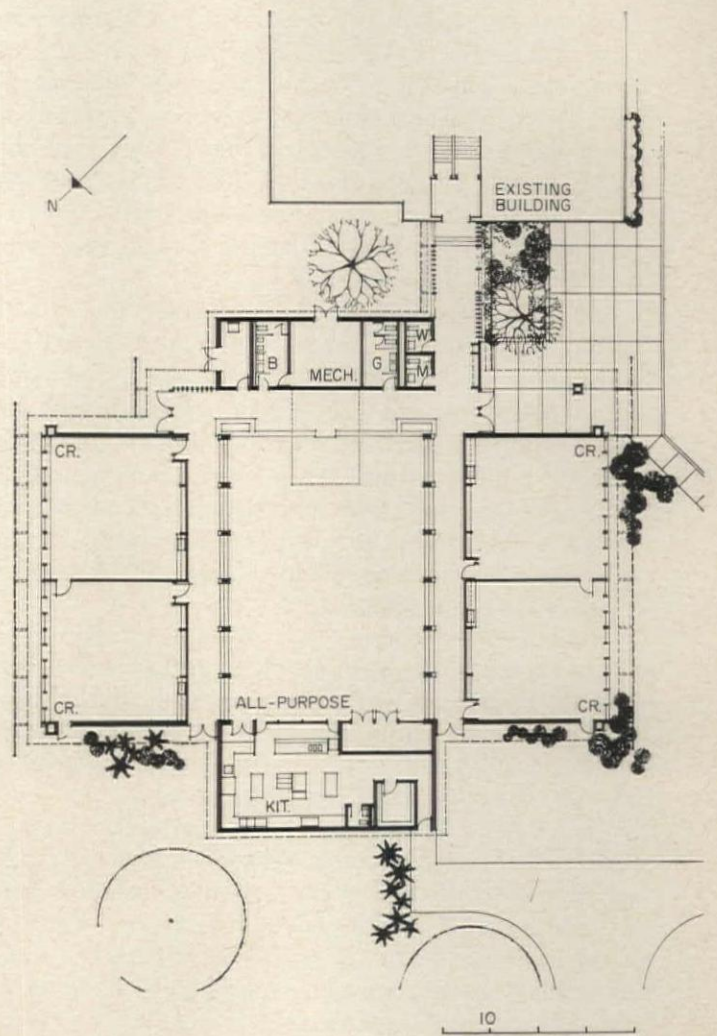 N
EXISTING
BUILDING
B
MECH.
G
W
M
CR.
CR.
ALL-PURPOSE
CR.
CR.
KIT.
10